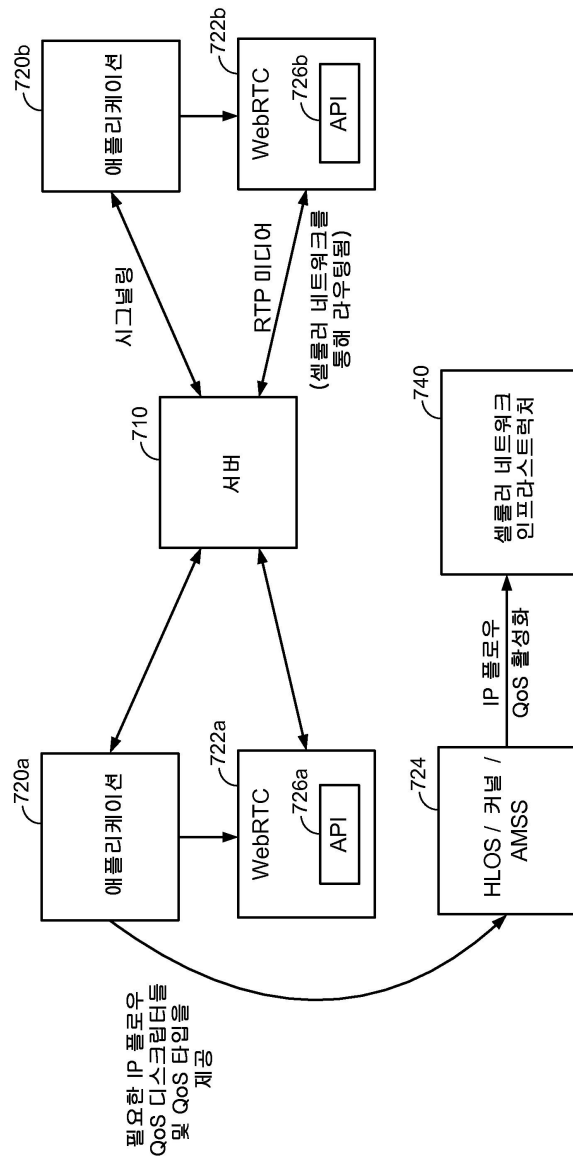 필요한 IP 플로우
QoS 디스크립터를
및 QoS 타입을
제공
720a
애플리케이션
722a
WebRTC
726a
API
724
HLOS / 커널 /
AMSS
IP 플로우
QoS 활성화
740
셀룰러 네트워크
인프라스트럭처
710
서버
시그널링
RTP 미디어
(셀룰러 네트워크를
통해 라우팅됨)
720b
애플리케이션
722b
WebRTC
726b
API